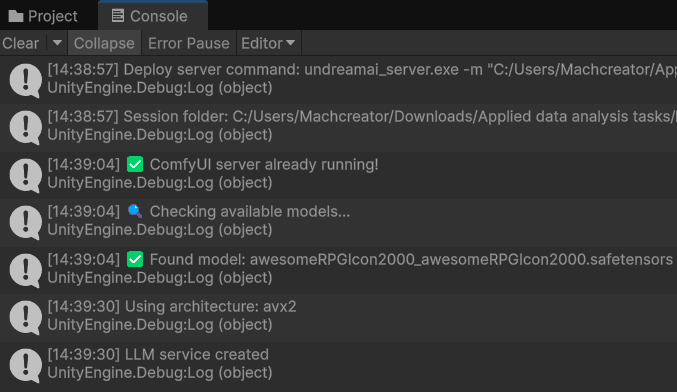 Project Console
Clear Collapse Error Pause Editor
[14:38:57] Deploy server command: undreamai_server.exe -m "C:/Users/Machcreator/App
UnityEngine.Debug:Log (object)
[14:38:57] Session folder: C:/Users/Machcreator/Downloads/Applied data analysis tasks/
UnityEngine.Debug:Log (object)
[14:39:04] ✅ ComfyUI server already running!
UnityEngine.Debug:Log (object)
[14:39:04] 🔍 Checking available models...
UnityEngine.Debug:Log (object)
[14:39:04] ✅ Found model: awesomeRPGIcon2000_awesomeRPGIcon2000.safetensors
UnityEngine.Debug:Log (object)
[14:39:30] Using architecture: avx2
UnityEngine.Debug:Log (object)
[14:39:30] LLM service created
UnityEngine.Debug:Log (object)